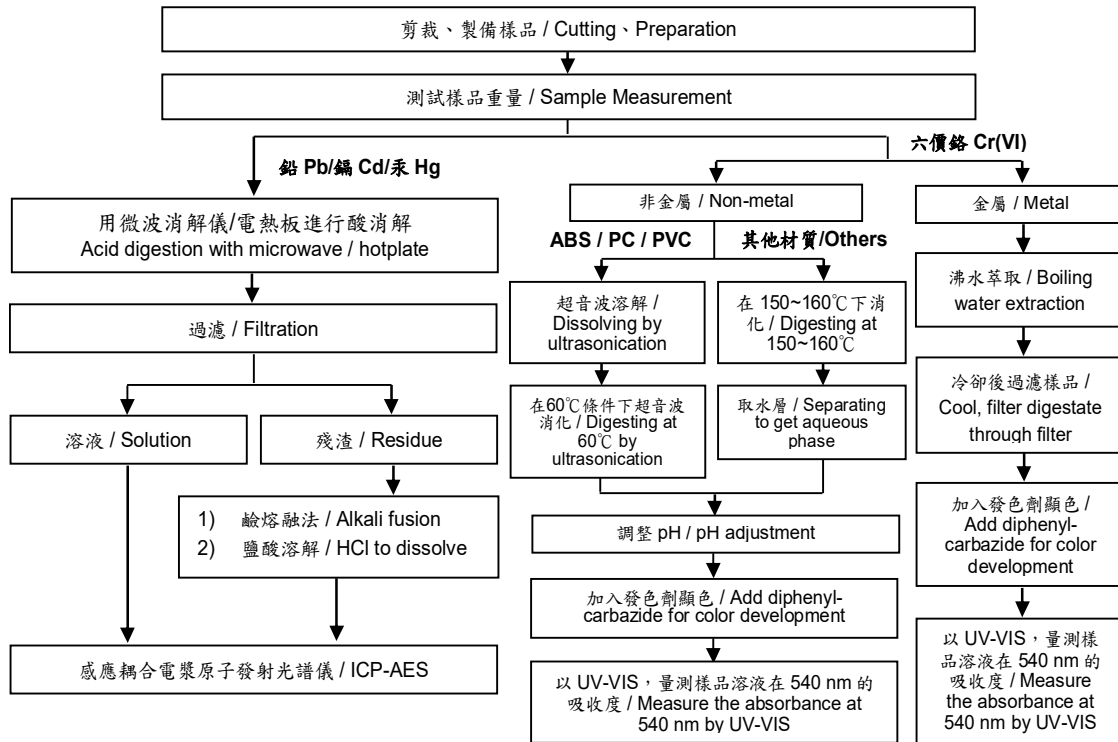 剪裁、製備樣品 / Cutting、Preparation
測試樣品重量 / Sample Measurement
鉛 Pb/鎘 Cd/汞 Hg
六價鉻 Cr(VI)
用微波消解儀/電熱板進行酸消解
Acid digestion with microwave / hotplate
過濾 / Filtration
溶液 / Solution
殘渣 / Residue
1) 鹼熔融法 / Alkali fusion
2) 鹽酸溶解 / HCl to dissolve
感應耦合電漿原子發射光譜儀 / ICP-AES
非金屬 / Non-metal
ABS / PC / PVC
其他材質/Others
超音波溶解 /
Dissolving by
ultrasonication
在60℃條件下超音波
消化 / Digesting at
60℃ by
ultrasonication
在 150~160℃下消
化 / Digesting at
150~160℃
取水層 / Separating
to get aqueous
phase
調整 pH / pH adjustment
加入發色劑顯色 / Add diphenyl-
carbazide for color development
以 UV-VIS，量測樣品溶液在 540 nm 的
吸收度 / Measure the absorbance at
540 nm by UV-VIS
金屬 / Metal
沸水萃取 / Boiling
water extraction
冷卻後過濾樣品 /
Cool, filter digestate
through filter
加入發色劑顯色 /
Add diphenyl-
carbazide for color
development
以 UV-VIS，量測樣
品溶液在 540 nm 的
吸收度 / Measure
the absorbance at
540 nm by UV-VIS